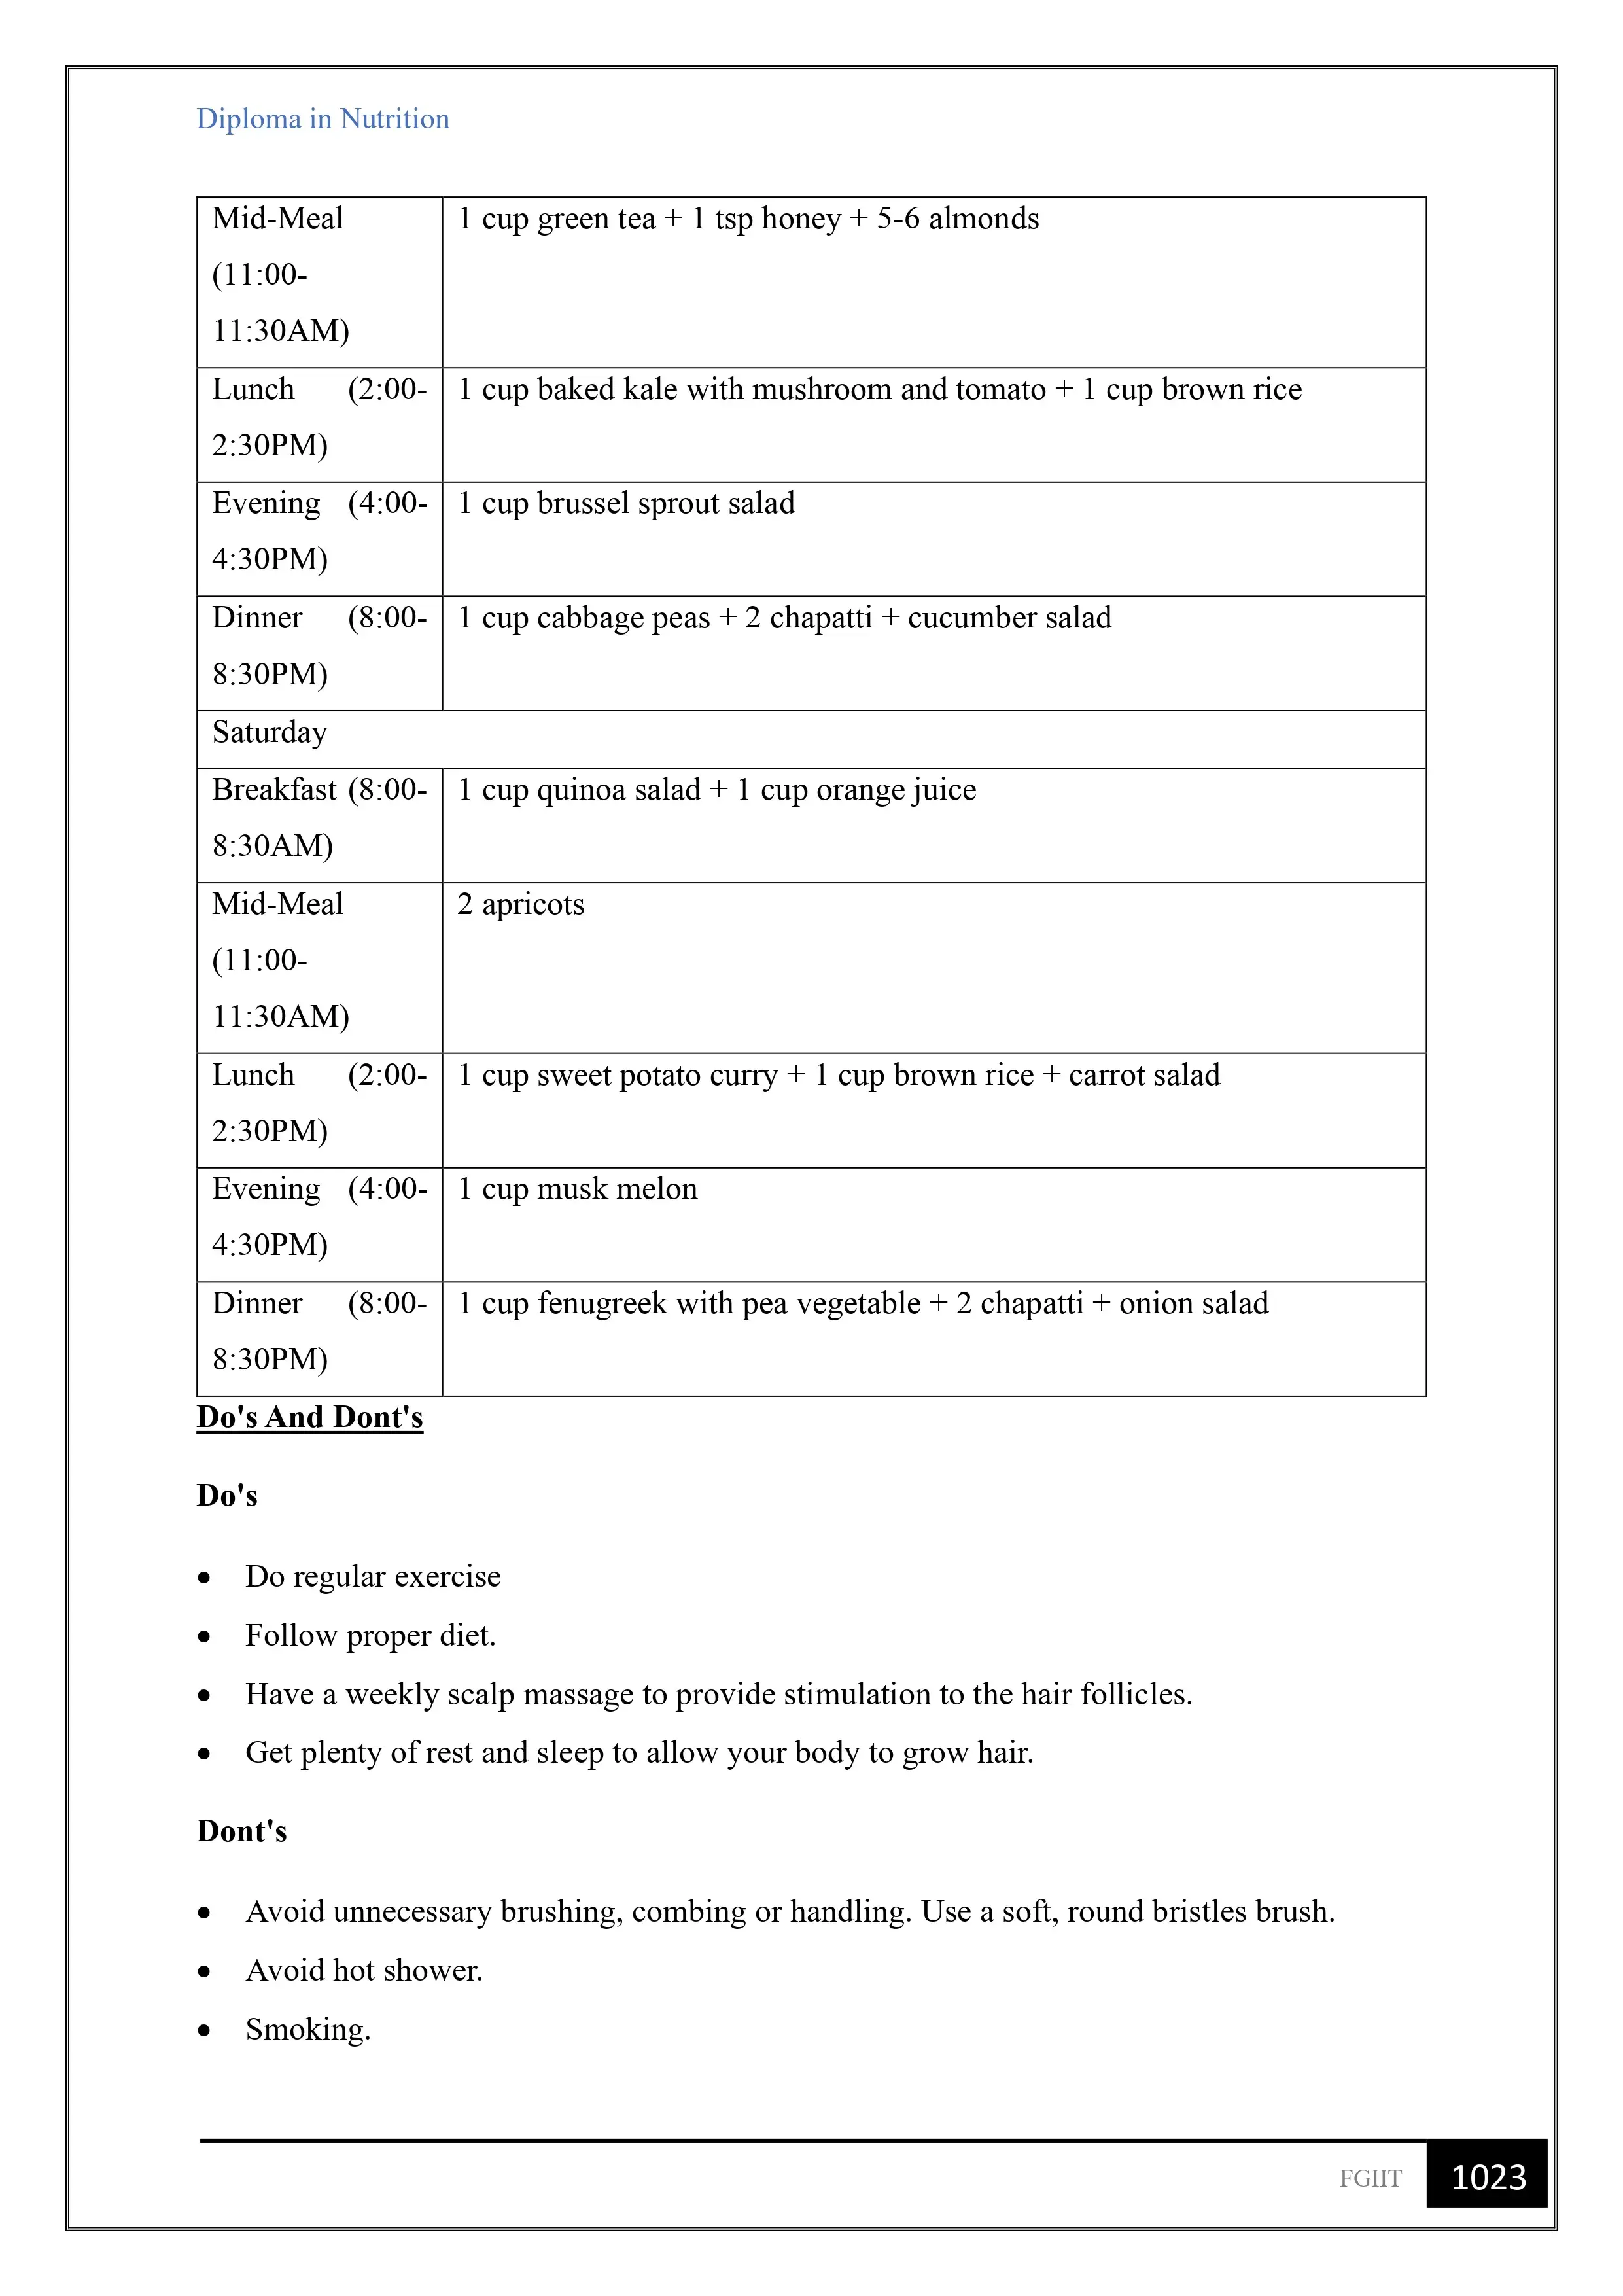 Diploma in Nutrition
Mid-Meal
(11:00-
11:30AM)
1 cup green tea + 1 tsp honey + 5-6 almonds
Lunch (2:00-
2:30PM)
1 cup baked kale with mushroom and tomato + 1 cup brown rice
Evening (4:00-
4:30PM)
1 cup brussel sprout salad
Dinner (8:00-
8:30PM)
1 cup cabbage peas + 2 chapatti + cucumber salad
Saturday
Breakfast (8:00-
8:30AM)
1 cup quinoa salad + 1 cup orange juice
Mid-Meal
(11:00-
11:30AM)
2 apricots
Lunch (2:00-
2:30PM)
1 cup sweet potato curry + 1 cup brown rice + carrot salad
Evening (4:00-
4:30PM)
1 cup musk melon
Dinner (8:00-
8:30PM)
1 cup fenugreek with pea vegetable + 2 chapatti + onion salad
Do's And Dont's
Do's
• Do regular exercise
• Follow proper diet.
• Have a weekly scalp massage to provide stimulation to the hair follicles.
• Get plenty of rest and sleep to allow your body to grow hair.
Dont's
• Avoid unnecessary brushing, combing or handling. Use a soft, round bristles brush.
• Avoid hot shower.
• Smoking.
FGIIT 1023